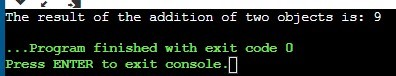 The result of the addition of two objects is: 9
...Program finished with exit code 0
Press ENTER to exit console.